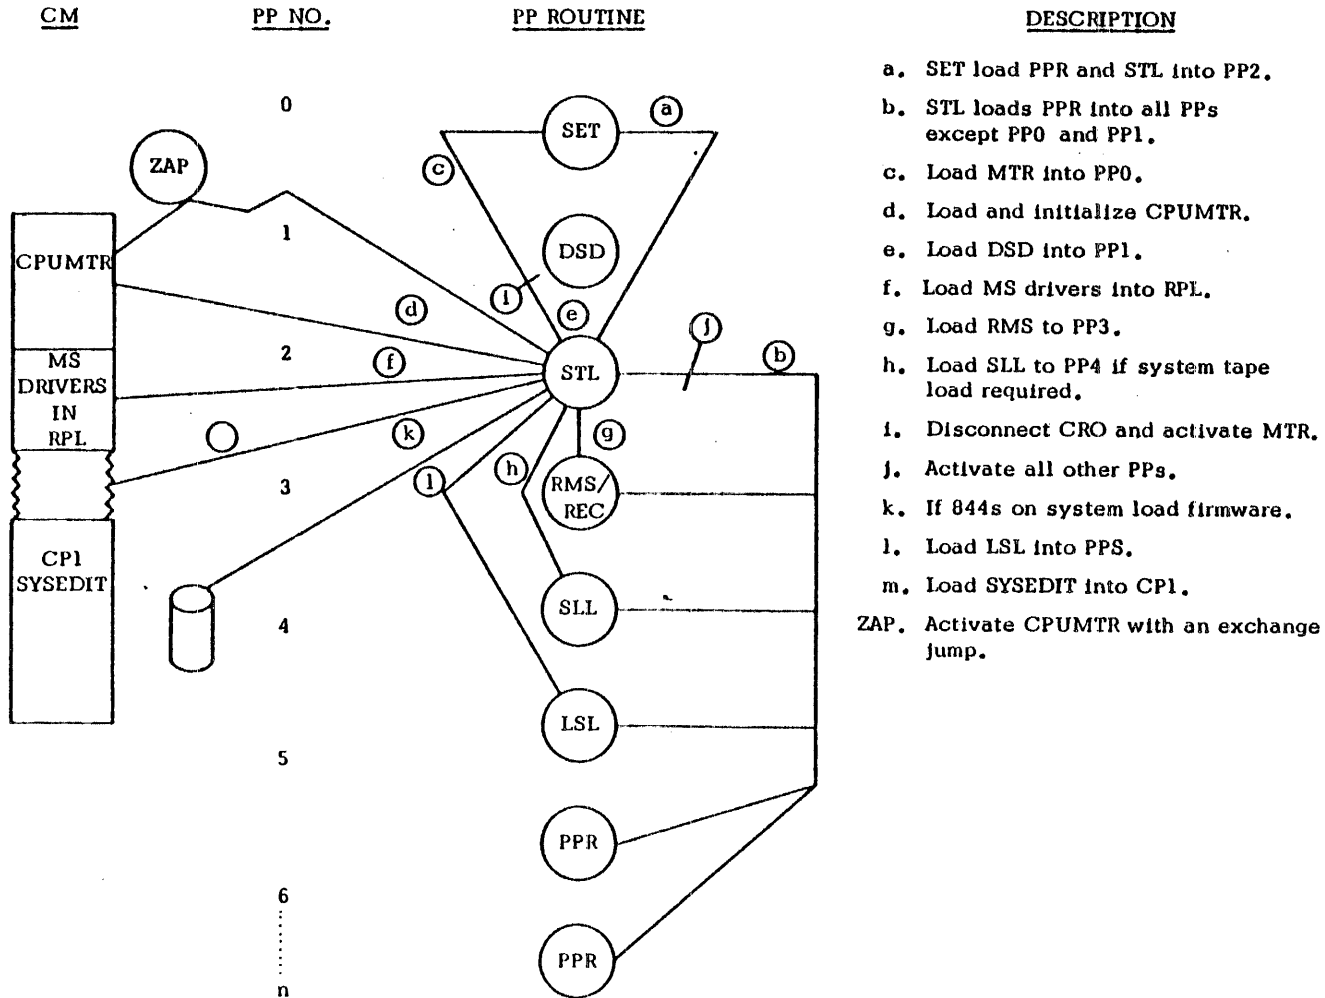 CM PP NO. PP ROUTINE DESCRIPTION
0
SET
a
ZAP
c
1
DSD
CPUMTR
i
e
d
j
2
STL
b
f
MS
DRIVERS
IN
RPL
k
g
h
l
3
RMS/
REC
CP1
SYSEDIT
SLL
4
LSL
5
PPR
6
PPR
n
a. SET load PPR and STL into PP2.
b. STL loads PPR into all PPs
except PP0 and PP1.
c. Load MTR into PP0.
d. Load and initialize CPUMTR.
e. Load DSD into PP1.
f. Load MS drivers into RPL.
g. Load RMS to PP3.
h. Load SLL to PP4 if system tape
load required.
i. Disconnect CRO and activate MTR.
j. Activate all other PPs.
k. If 844s on system load firmware.
l. Load LSL into PPS.
m. Load SYSEDIT into CP1.
ZAP. Activate CPUMTR with an exchange
jump.